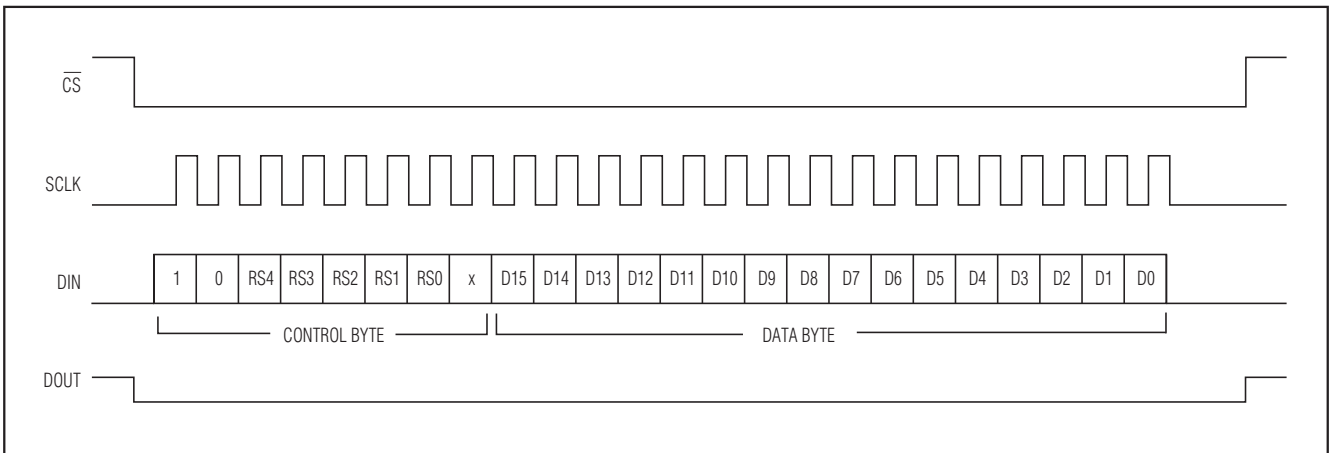 CS
SCLK
DIN 1 0 RS4 RS3 RS2 RS1 RS0 x D15 D14 D13 D12 D11 D10 D9 D8 D7 D6 D5 D4 D3 D2 D1 D0
CONTROL BYTE DATA BYTE
DOUT